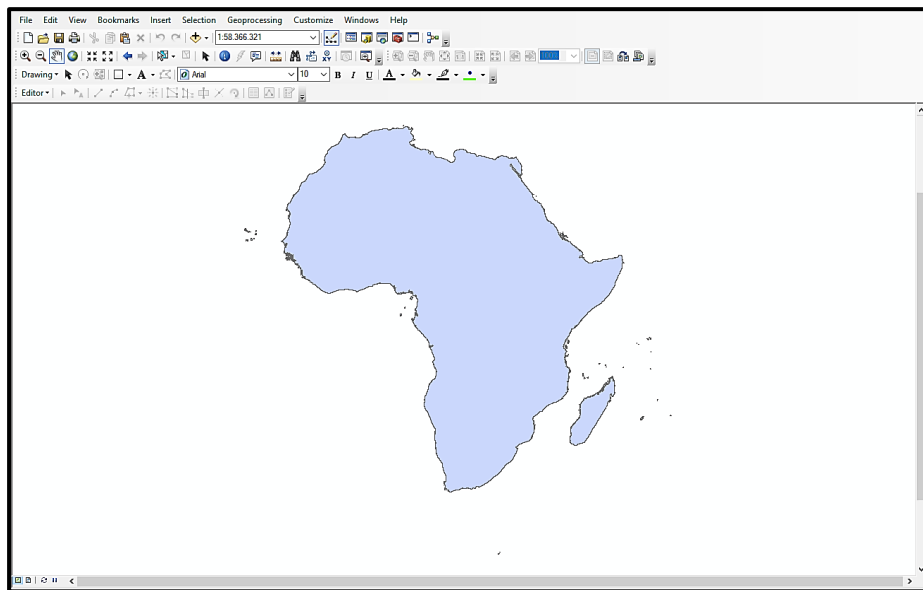 File Edit View Bookmarks Insert Selection Geoprocessing Customize Windows Help
1:58.366.321
Drawing Arial 10 B I U A
Editor